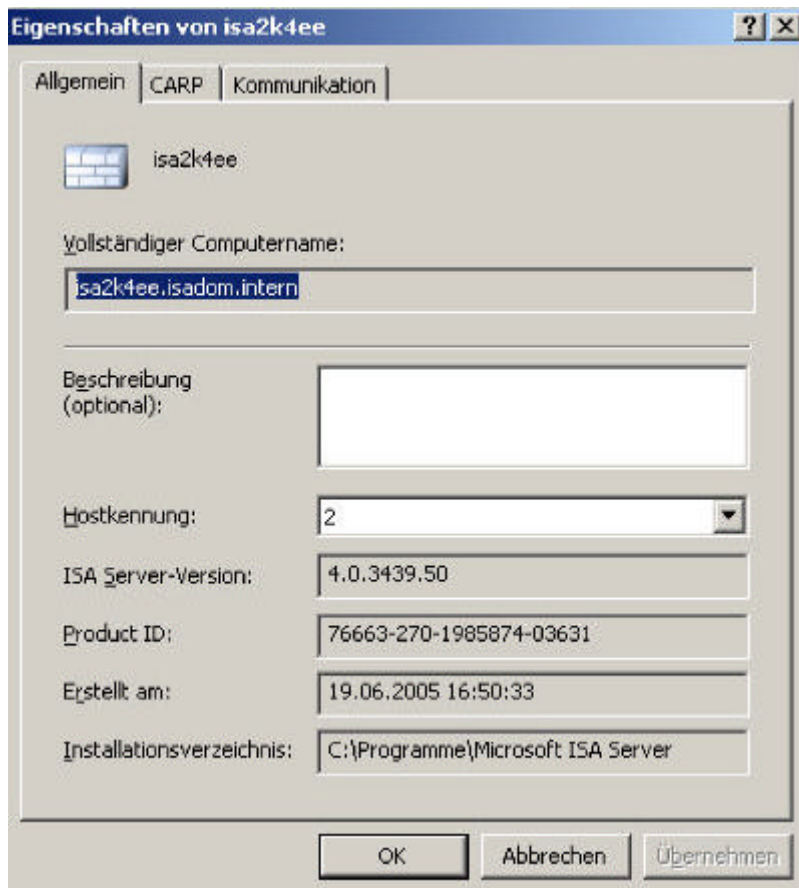 Eigenschaften von isa2k4ee
Allgemein CARP Kommunikation
isa2k4ee
Vollständiger Computername:
isa2k4ee.isadom.intern
Beschreibung
(optional):
Hostkennung: 2
ISA Server-Version: 4.0.3439.50
Product ID: 76663-270-1985874-03631
Erstellt am: 19.06.2005 16:50:33
Installationsverzeichnis: C:\Programme\Microsoft ISA Server
OK Abbrechen Übernehmen